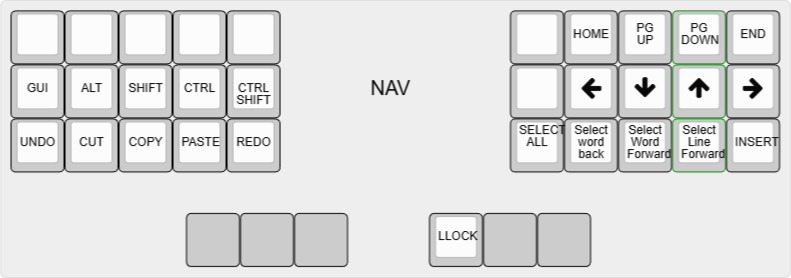 HOME
PG
UP
PG
DOWN
END
GUI
ALT
SHIFT
CTRL
CTRL
SHIFT
NAV
UNDO
CUT
COPY
PASTE
REDO
SELECT
ALL
Select
word
back
Select
Word
Forward
Select
Line
Forward
INSERT
LLOCK